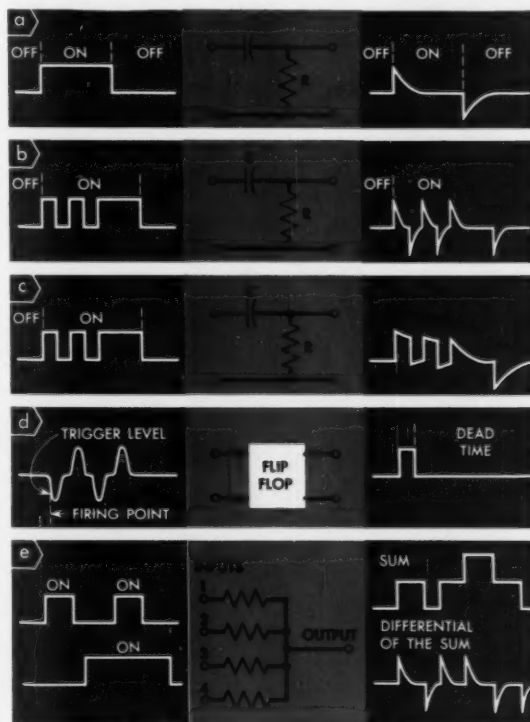 a
OFF ON OFF
R
OFF ON OFF
b
OFF ON
R
OFF ON
c
OFF ON
R
d
TRIGGER LEVEL
FIRING POINT
FLIP
FLOP
DEAD
TIME
e
ON ON
ON
INPUTS
1
2
3
4
OUTPUT
SUM
DIFFERENTIAL
OF THE SUM